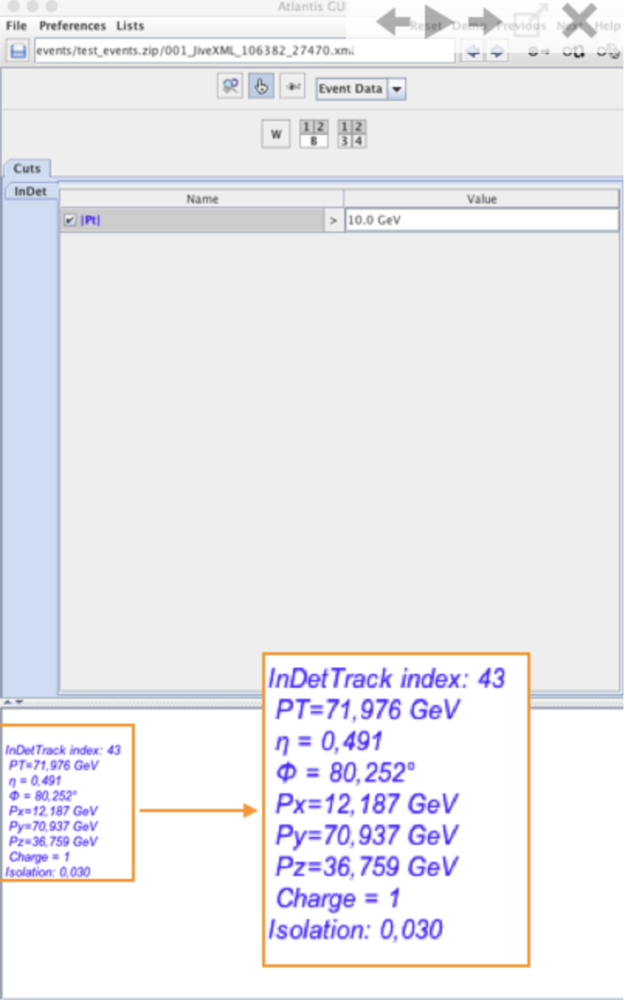 Atlantis GU
File Preferences Lists Reset Demo Previous Next Help
events/test_events.zip/001_JiveXML_106382_27470.xml
Event Data
W 1 2 1 2
B 3 4
Cuts
InDet
Name Value
|Pt| > 10.0 GeV
InDetTrack index: 43
PT=71,976 GeV
η = 0,491
Φ = 80,252°
Px=12,187 GeV
Py=70,937 GeV
Pz=36,759 GeV
Charge = 1
Isolation: 0,030
InDetTrack index: 43
PT=71,976 GeV
η = 0,491
Φ = 80,252°
Px=12,187 GeV
Py=70,937 GeV
Pz=36,759 GeV
Charge = 1
Isolation: 0,030